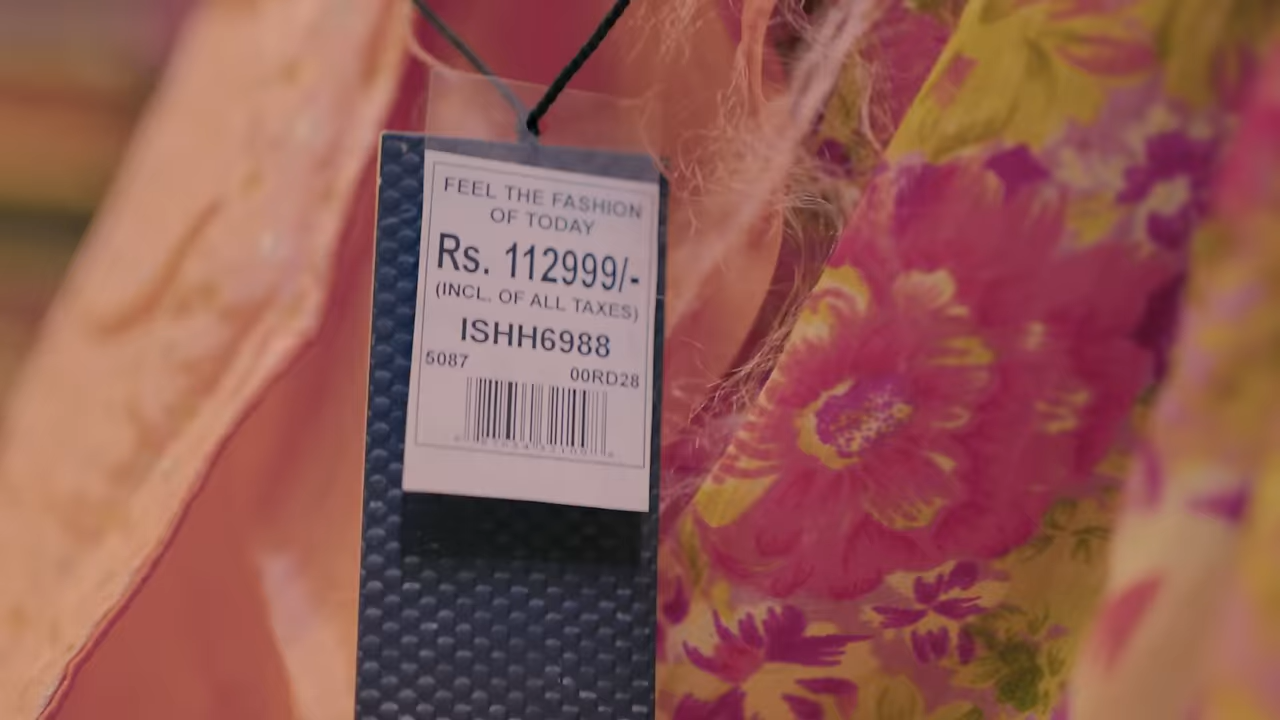 FEEL THE FASHION
OF TODAY
Rs. 112999/-
(INCL. OF ALL TAXES)
ISHH6988
5087
00RD28